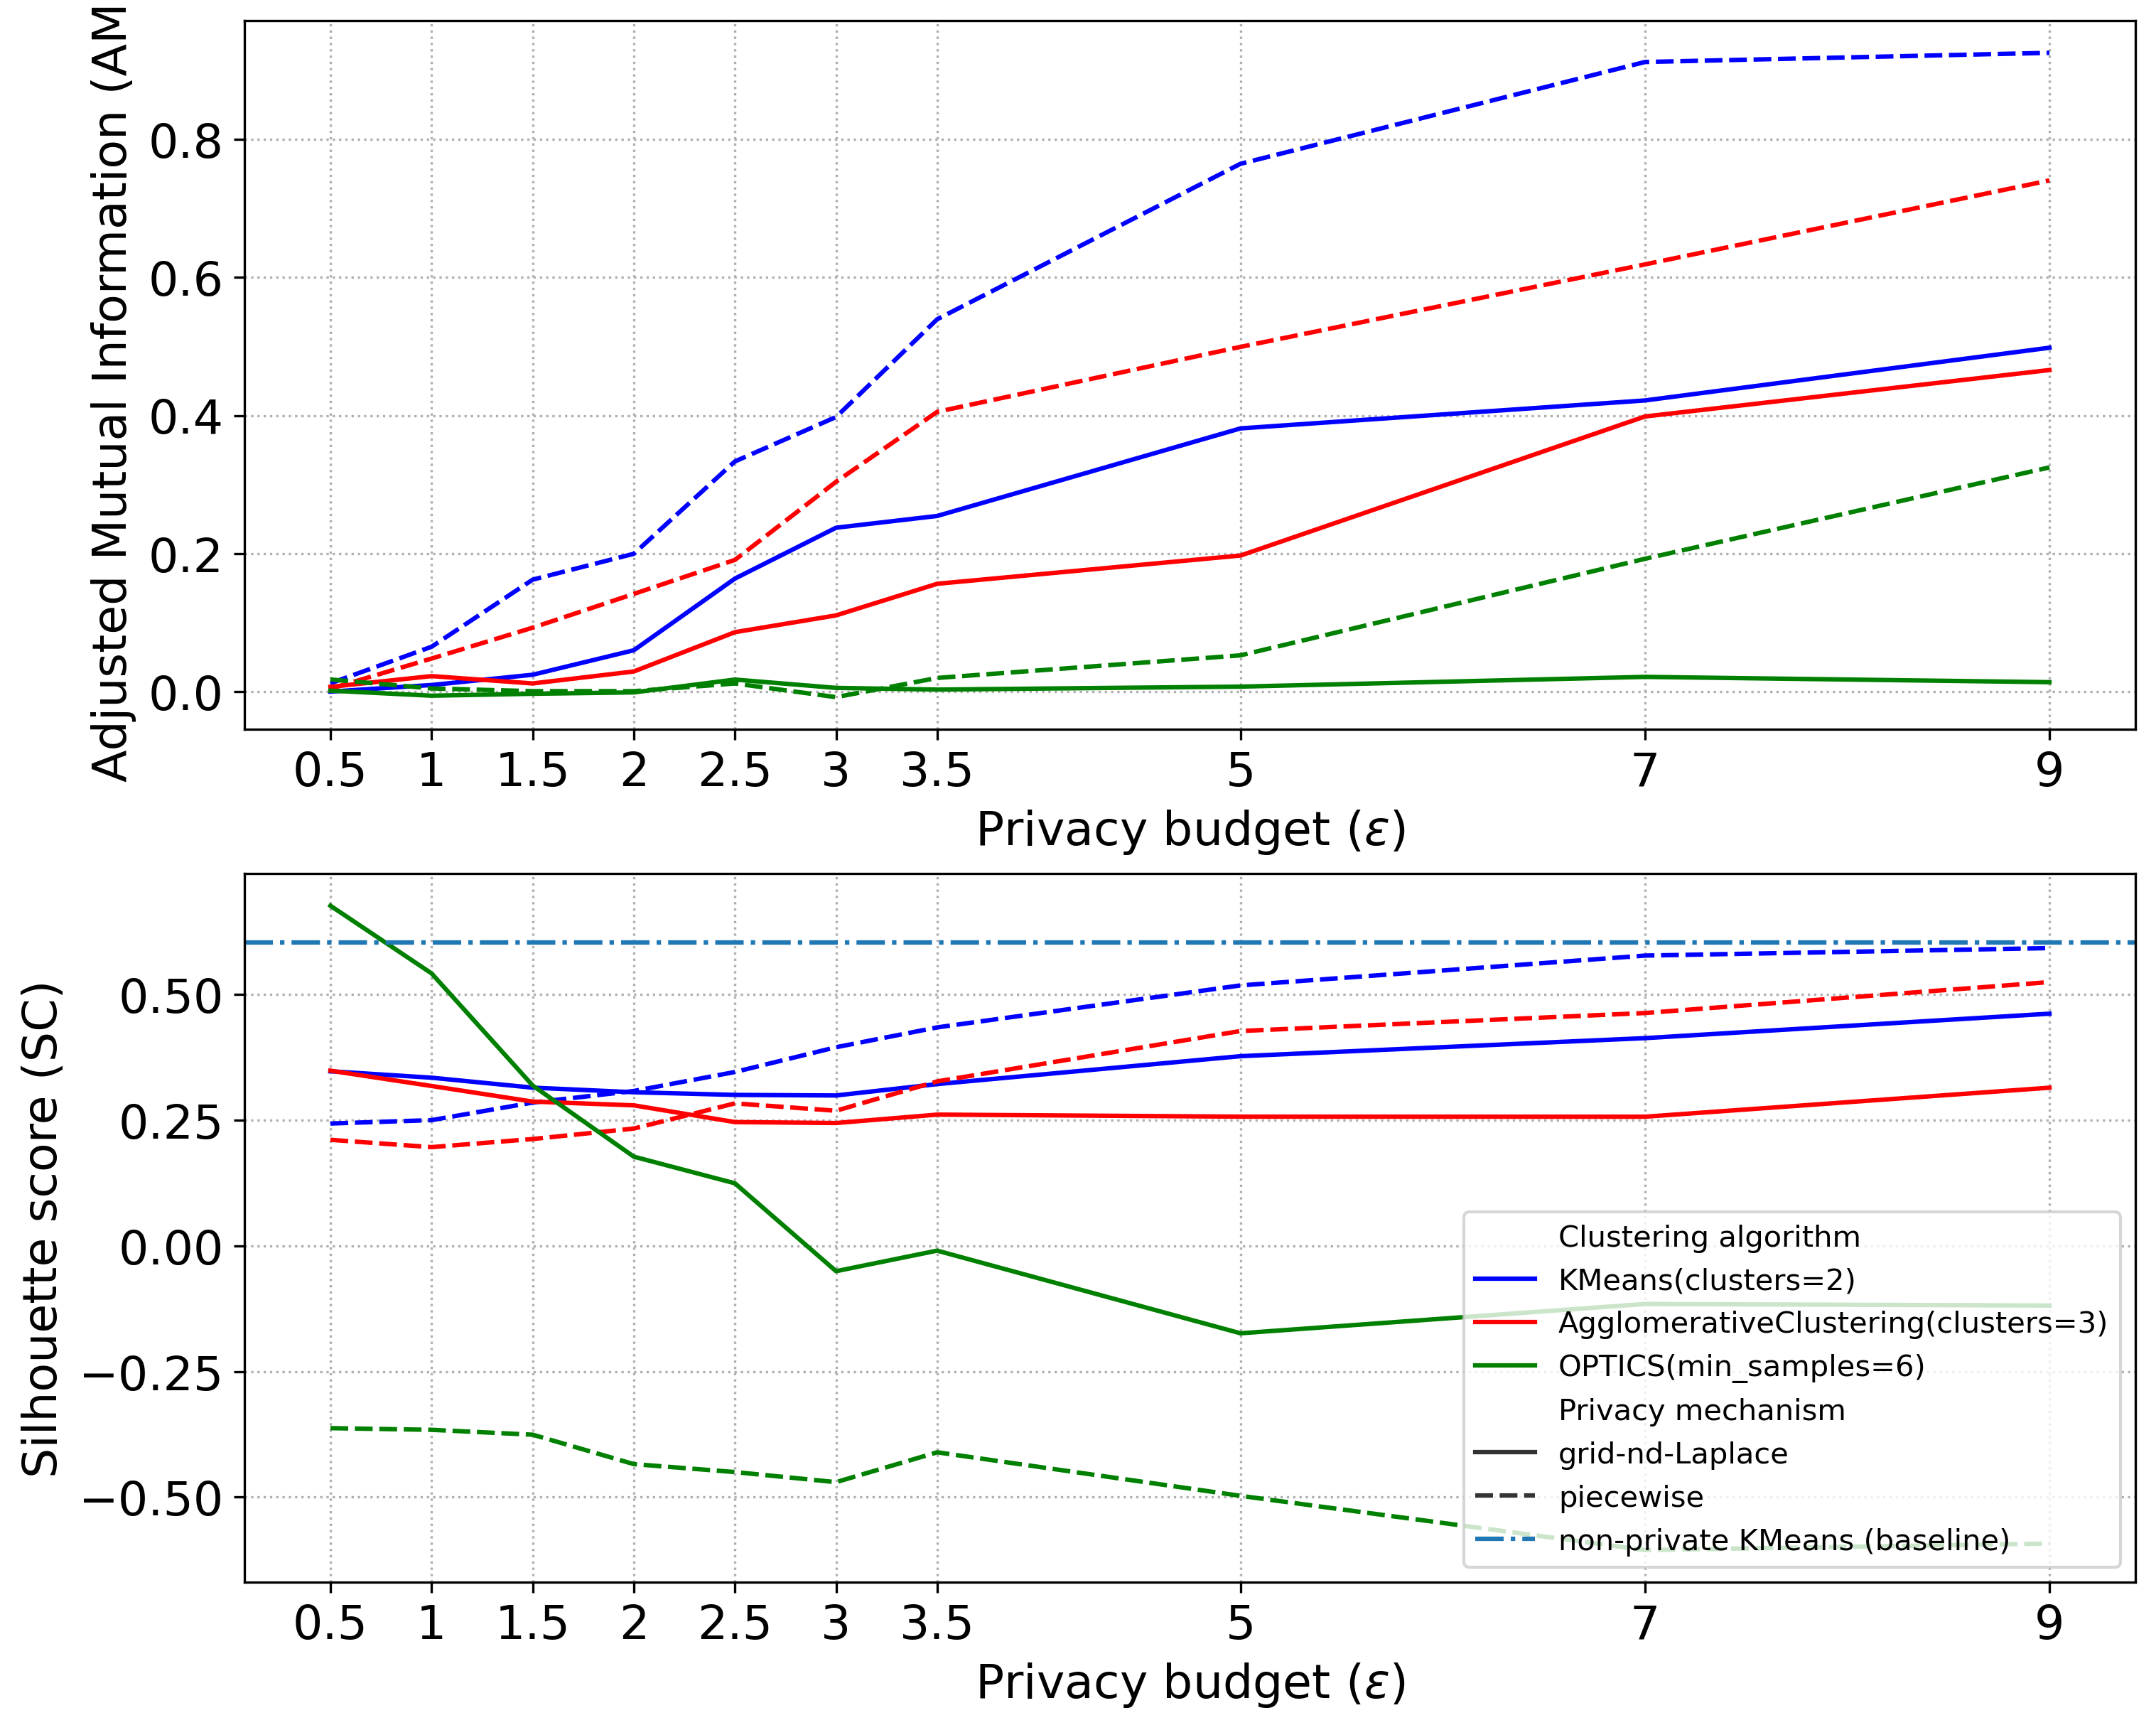 Adjusted Mutual Information (AM
0.8
0.6
0.4
0.2
0.0
0.5 1 1.5 2 2.5 3 3.5 5 7 9
Privacy budget (ε)
Silhouette score (SC)
0.50
0.25
0.00
−0.25
−0.50
Clustering algorithm
KMeans(clusters=2)
AgglomerativeClustering(clusters=3)
OPTICS(min_samples=6)
Privacy mechanism
grid-nd-Laplace
piecewise
non-private KMeans (baseline)
0.5 1 1.5 2 2.5 3 3.5 5 7 9
Privacy budget (ε)